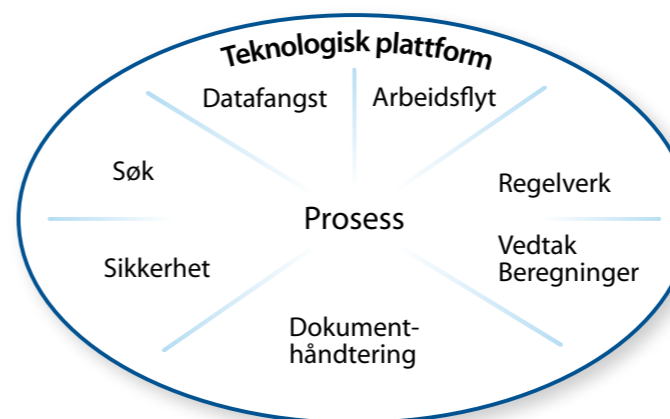 Teknologisk plattform
Datafangst
Arbeidsflyt
Søk
Regelverk
Prosess
Sikkerhet
Vedtak
Beregninger
Dokument-
håndtering